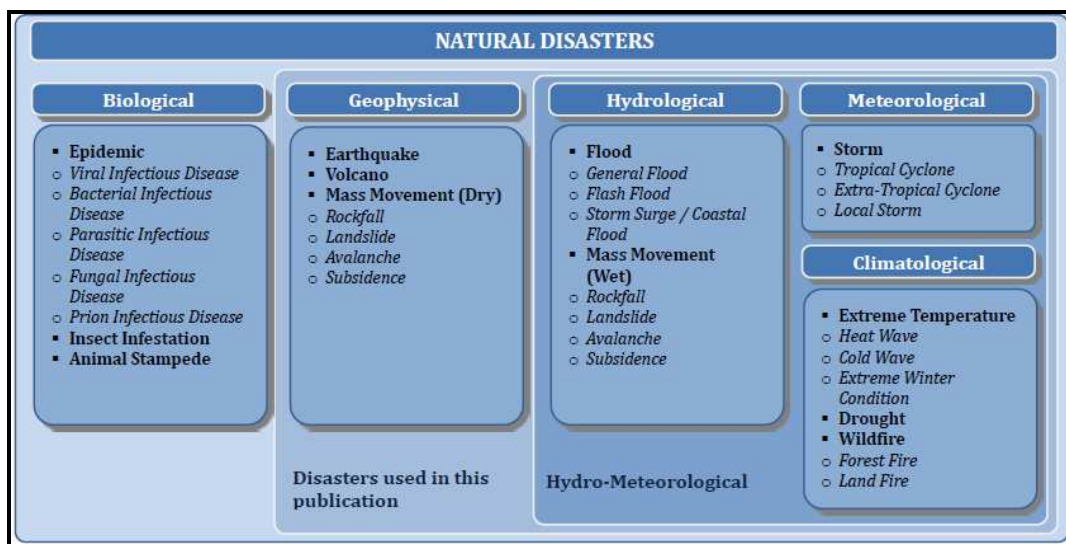 NATURAL DISASTERS
Biological
▪ Epidemic
o Viral Infectious Disease
o Bacterial Infectious
Disease
o Parasitic Infectious
Disease
o Fungal Infectious
Disease
o Prion Infectious Disease
▪ Insect Infestation
▪ Animal Stampede
Geophysical
▪ Earthquake
▪ Volcano
▪ Mass Movement (Dry)
o Rockfall
o Landslide
o Avalanche
o Subsidence
Hydrological
▪ Flood
o General Flood
o Flash Flood
o Storm Surge / Coastal
Flood
▪ Mass Movement
(Wet)
o Rockfall
o Landslide
o Avalanche
o Subsidence
Meteorological
▪ Storm
o Tropical Cyclone
o Extra-Tropical Cyclone
o Local Storm
Climatological
▪ Extreme Temperature
o Heat Wave
o Cold Wave
o Extreme Winter
Condition
▪ Drought
▪ Wildfire
o Forest Fire
o Land Fire
Disasters used in this
publication
Hydro-Meteorological